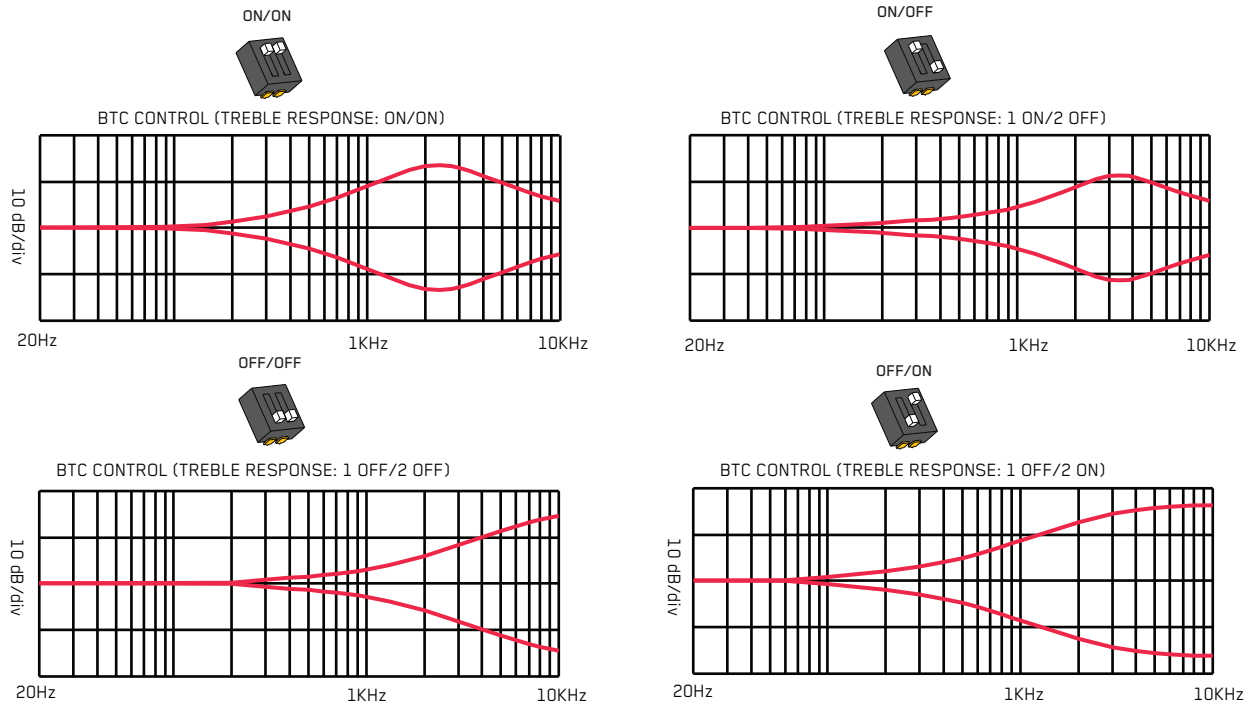 ON/ON
BTC CONTROL (TREBLE RESPONSE: ON/ON)
10 dB/div
20Hz
1KHz
10KHz
ON/OFF
BTC CONTROL (TREBLE RESPONSE: 1 ON/2 OFF)
20Hz
1KHz
10KHz
OFF/OFF
BTC CONTROL (TREBLE RESPONSE: 1 OFF/2 OFF)
10 dB/div
20Hz
1KHz
10KHz
OFF/ON
BTC CONTROL (TREBLE RESPONSE: 1 OFF/2 ON)
10 dB/div
20Hz
1KHz
10KHz